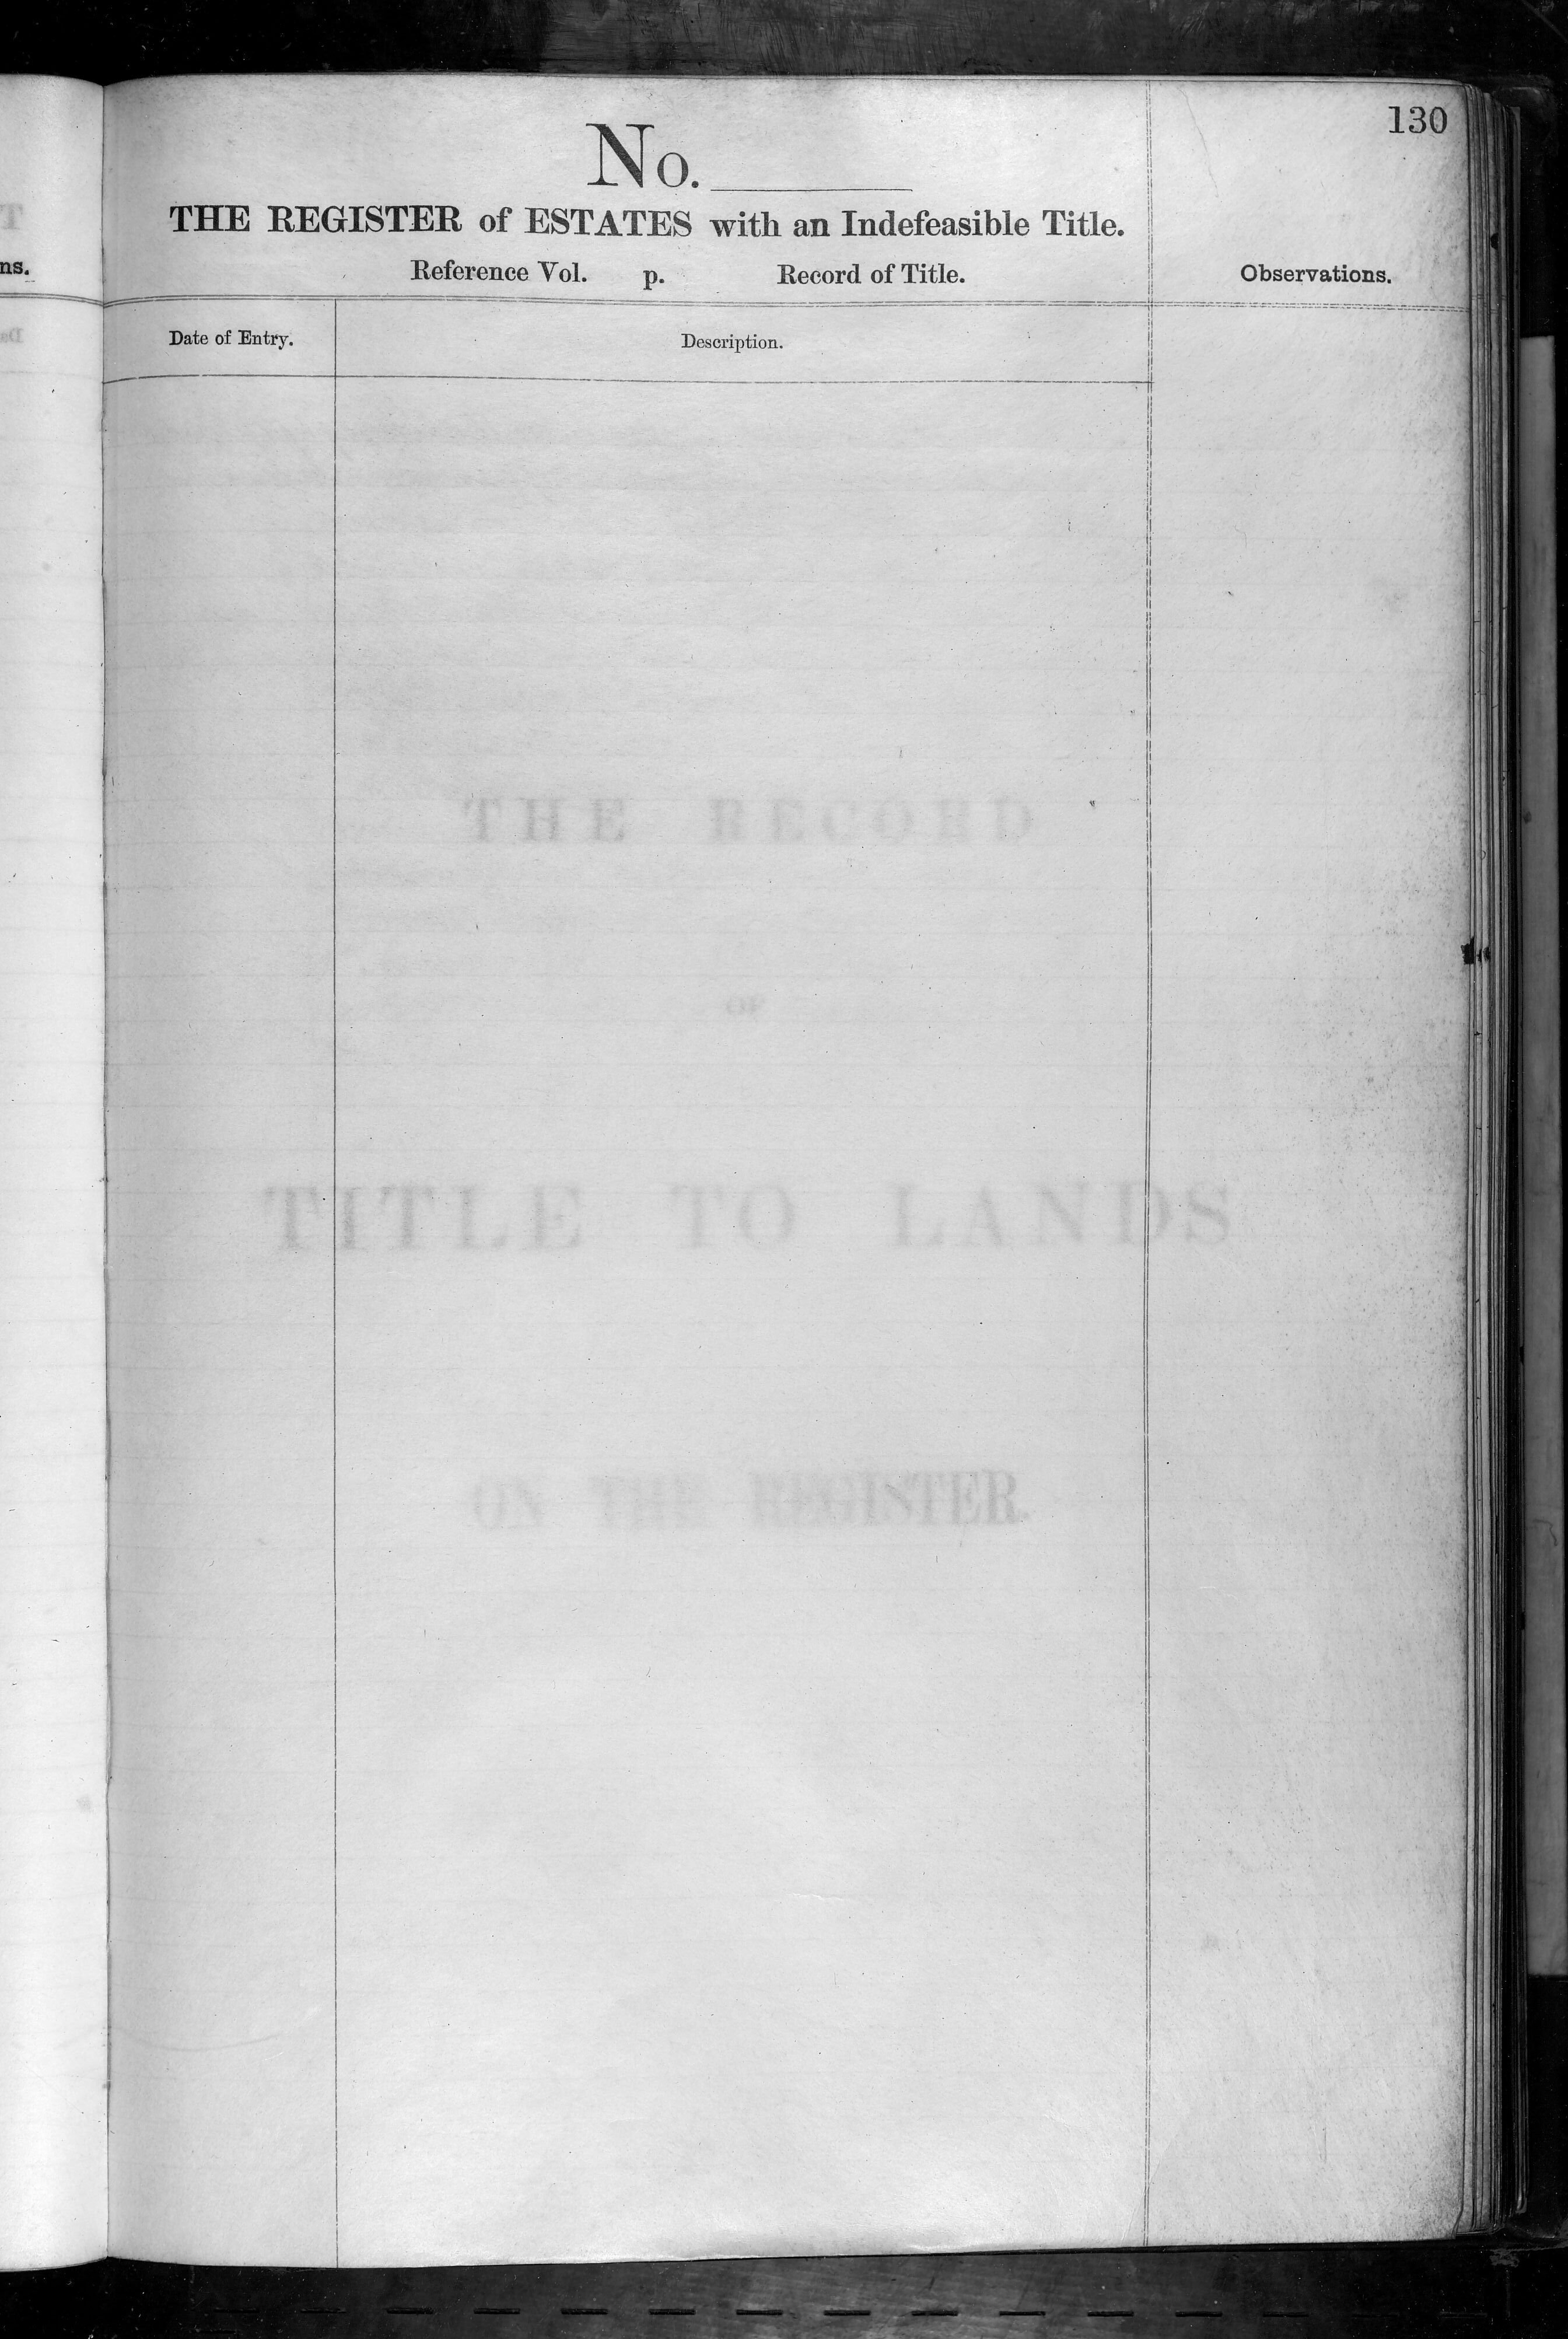 130
No.
THE REGISTER of ESTATES with an Indefeasible Title.
Reference Vol. p. Record of Title.
Observations.
Date of Entry.
Description.
THE RECORD
OF
TITLE TO LANDS
ON THE REGISTER.
ns.